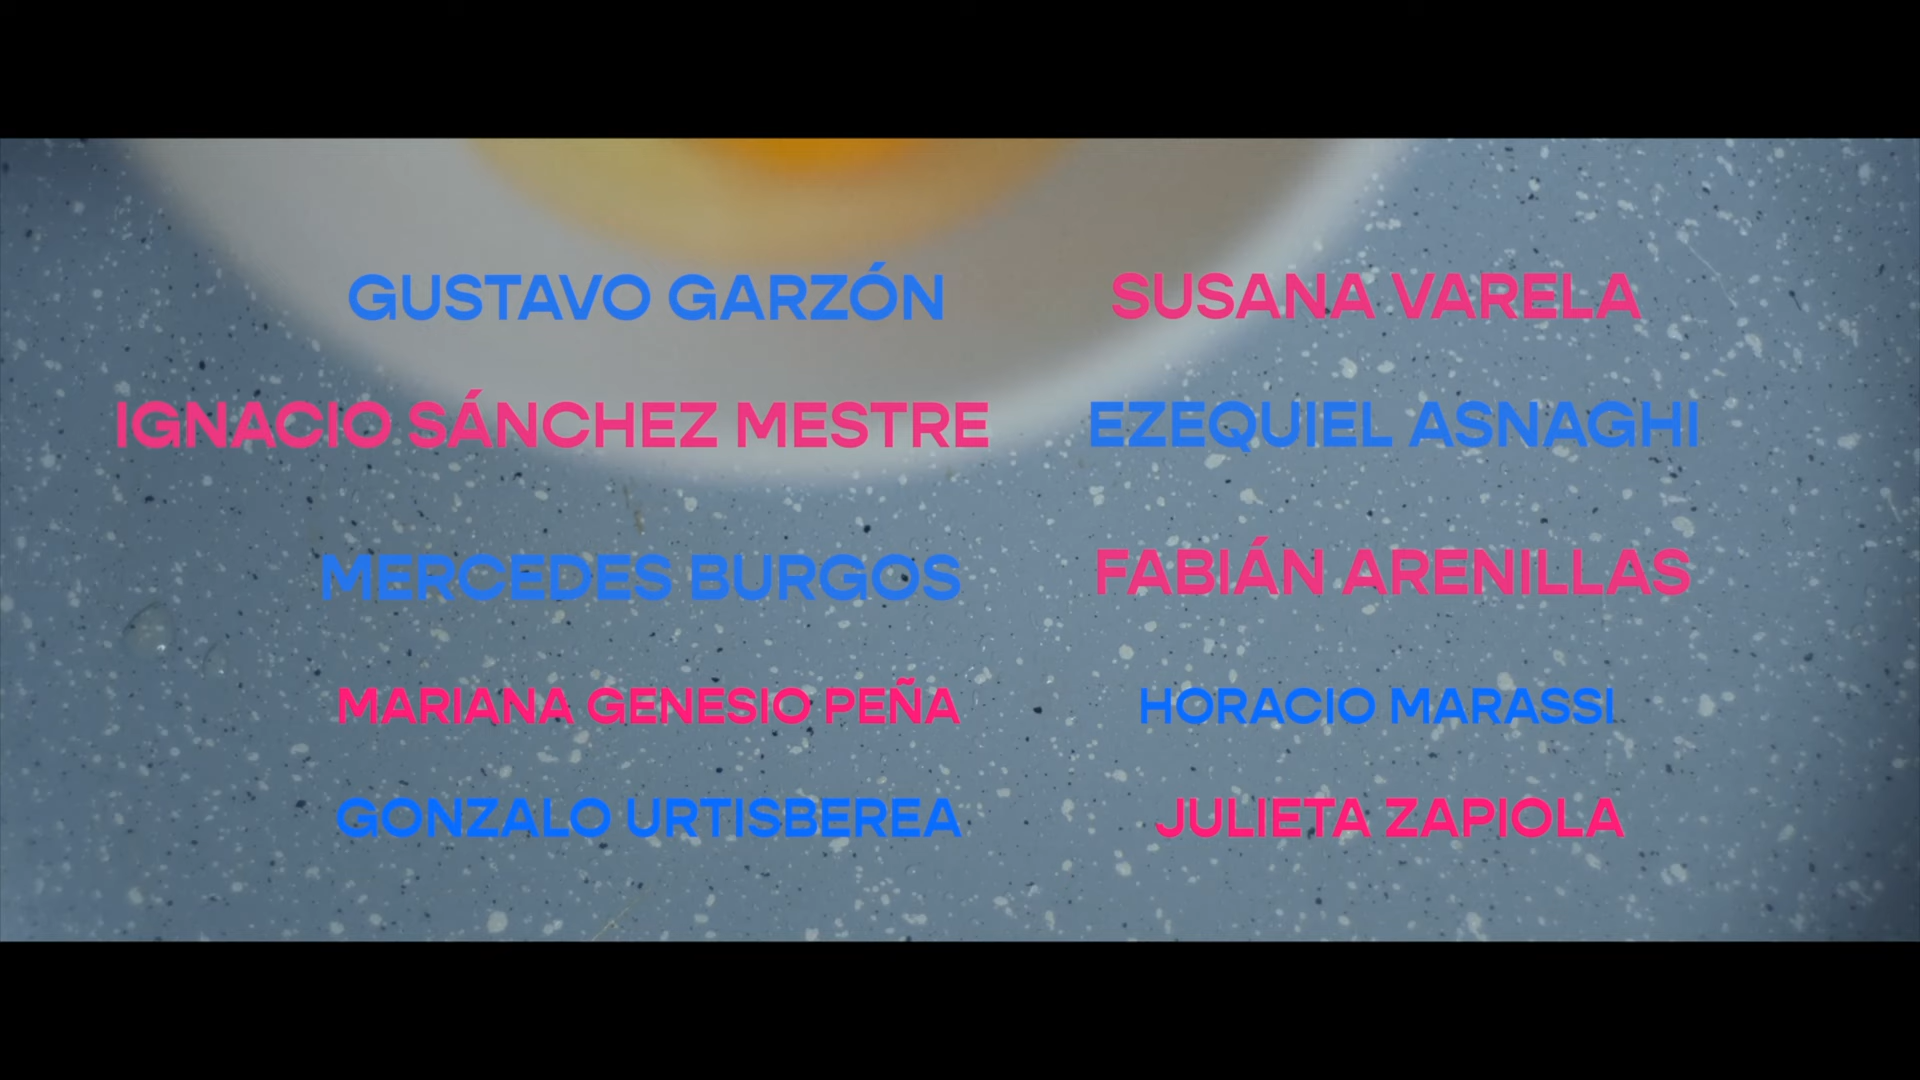 GUSTAVO GARZÓN SUSANA VARELA
IGNACIO SÁNCHEZ MESTRE EZEQUIEL ASNAGHI
MERCEDES BURGOS FABIÁN ARENILLAS
MARIANA GENESIO PEÑA HORACIO MARASSI
GONZALO URTISBEREA JULIETA ZAPIOLA